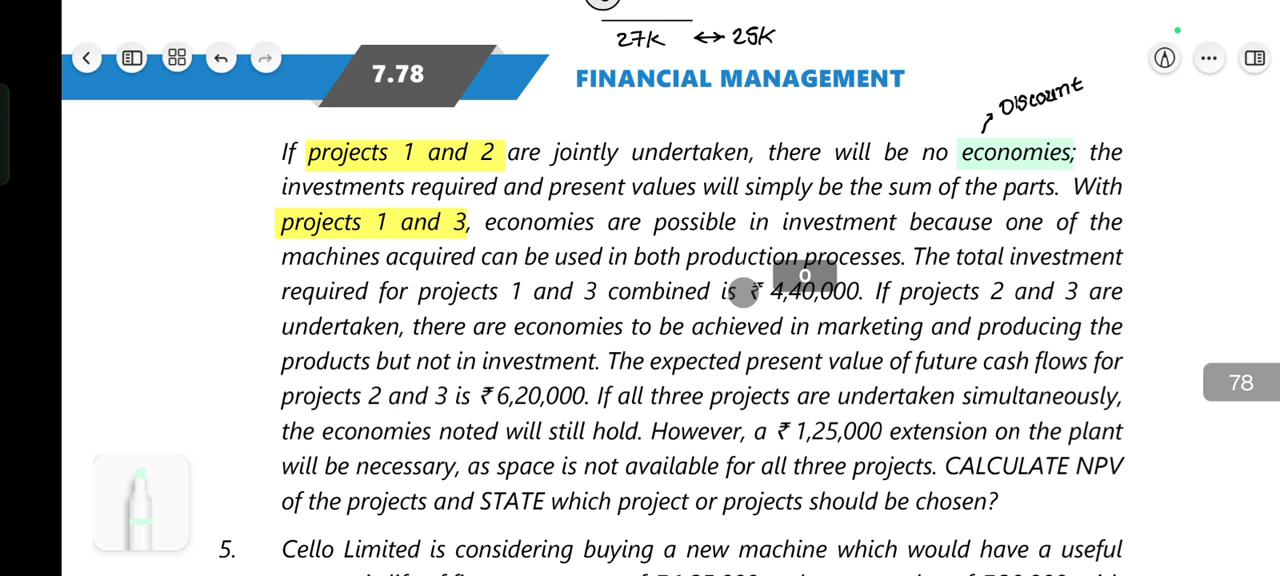 27K ↔ 25K
7.78
FINANCIAL MANAGEMENT
Discount
If projects 1 and 2 are jointly undertaken, there will be no economies; the
investments required and present values will simply be the sum of the parts. With
projects 1 and 3, economies are possible in investment because one of the
machines acquired can be used in both production processes. The total investment
0
required for projects 1 and 3 combined is ₹ 4,40,000. If projects 2 and 3 are
undertaken, there are economies to be achieved in marketing and producing the
products but not in investment. The expected present value of future cash flows for
78
projects 2 and 3 is ₹ 6,20,000. If all three projects are undertaken simultaneously,
the economies noted will still hold. However, a ₹ 1,25,000 extension on the plant
will be necessary, as space is not available for all three projects. CALCULATE NPV
of the projects and STATE which project or projects should be chosen?
5. Cello Limited is considering buying a new machine which would have a useful